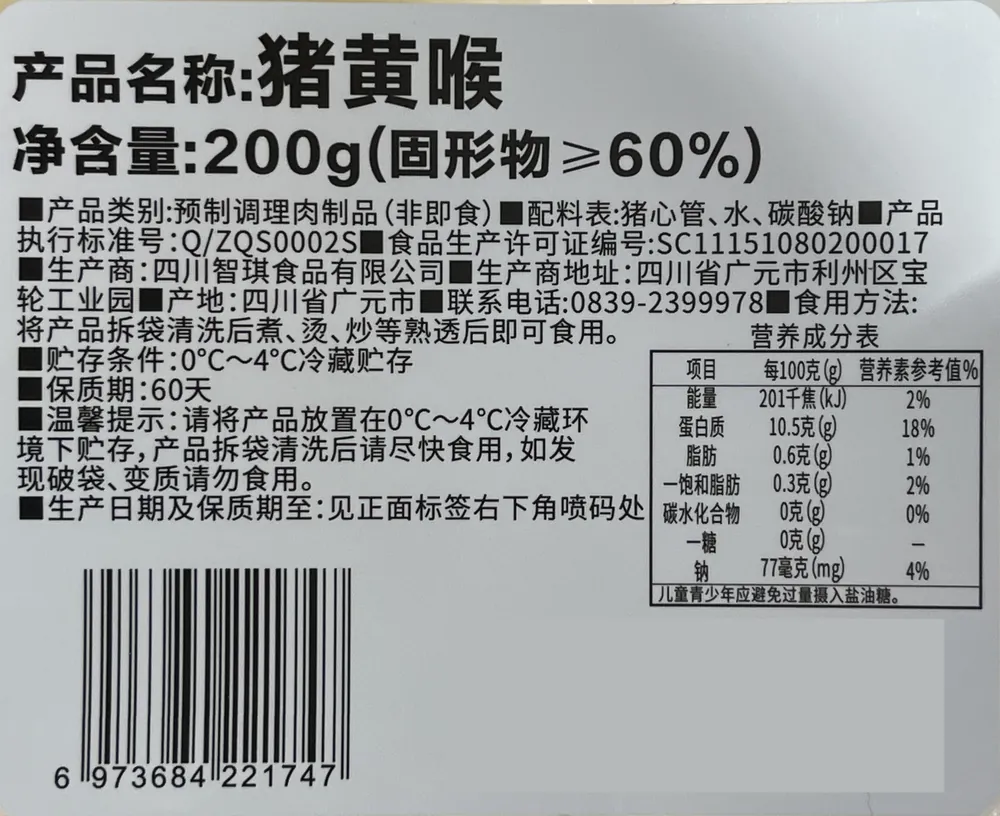 产品名称:猪黄喉
净含量:200g(固形物≥60%)
■产品类别:预制调理肉制品(非即食)■配料表:猪心管、水、碳酸钠■产品
执行标准号:Q/ZQS0002S■食品生产许可证编号:SC11151080200017
■生产商:四川智琪食品有限公司■生产商地址:四川省广元市利州区宝
轮工业园■产地:四川省广元市■联系电话:0839-2399978■食用方法:
将产品拆袋清洗后煮、烫、炒等熟透后即可食用。
■贮存条件:0℃～4℃冷藏贮存
■保质期:60天
■温馨提示:请将产品放置在0℃～4℃冷藏环
境下贮存,产品拆袋清洗后请尽快食用,如发
现破袋、变质请勿食用。
■生产日期及保质期至:见正面标签右下角喷码处
营养成分表
项目 每100克(g) 营养素参考值%
能量 201千焦(kJ) 2%
蛋白质 10.5克(g) 18%
脂肪 0.6克(g) 1%
一饱和脂肪 0.3克(g) 2%
碳水化合物 0克(g) 0%
一糖 0克(g) —
钠 77毫克(mg) 4%
儿童青少年应避免过量摄入盐油糖。
6 973684 221747